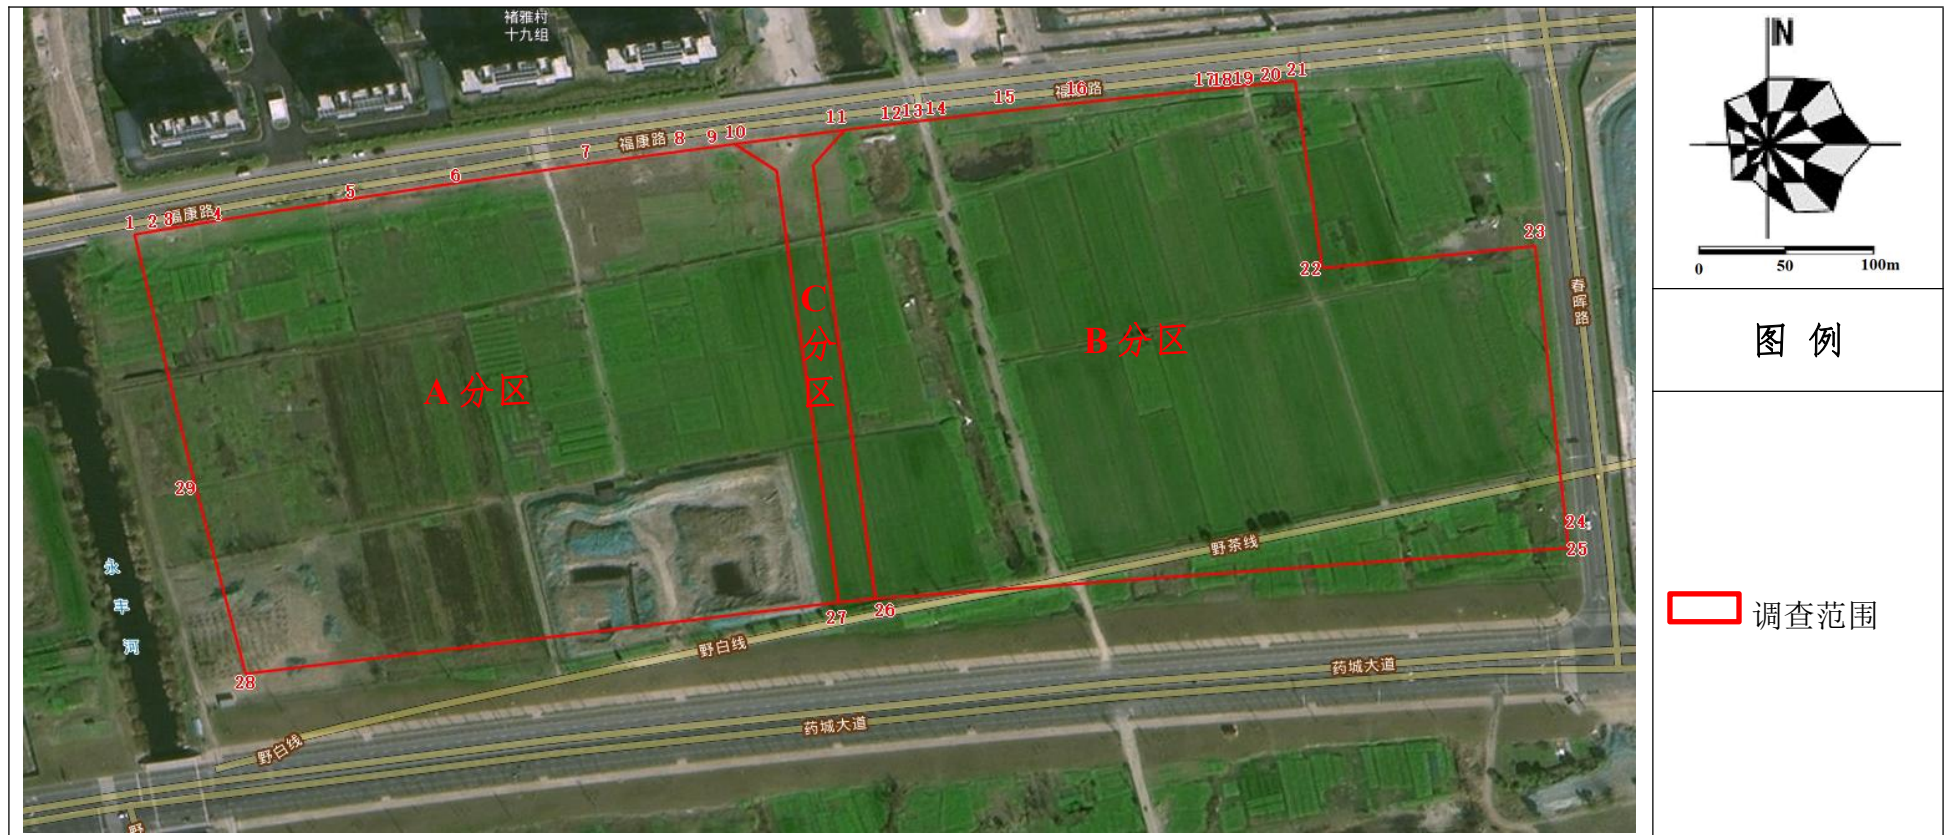 褚雅村
十九组
福康路
福康路
福康路
1
2
3
4
5
6
7
8
9
10
11
12
13
14
15
16
17
18
19
20
21
22
23
24
25
26
27
28
29
A 分区
B 分区
C
分
区
春晖路
永
丰
河
野茶线
野白线
野白线
药城大道
药城大道
野
N
0
50
100m
图 例
调查范围